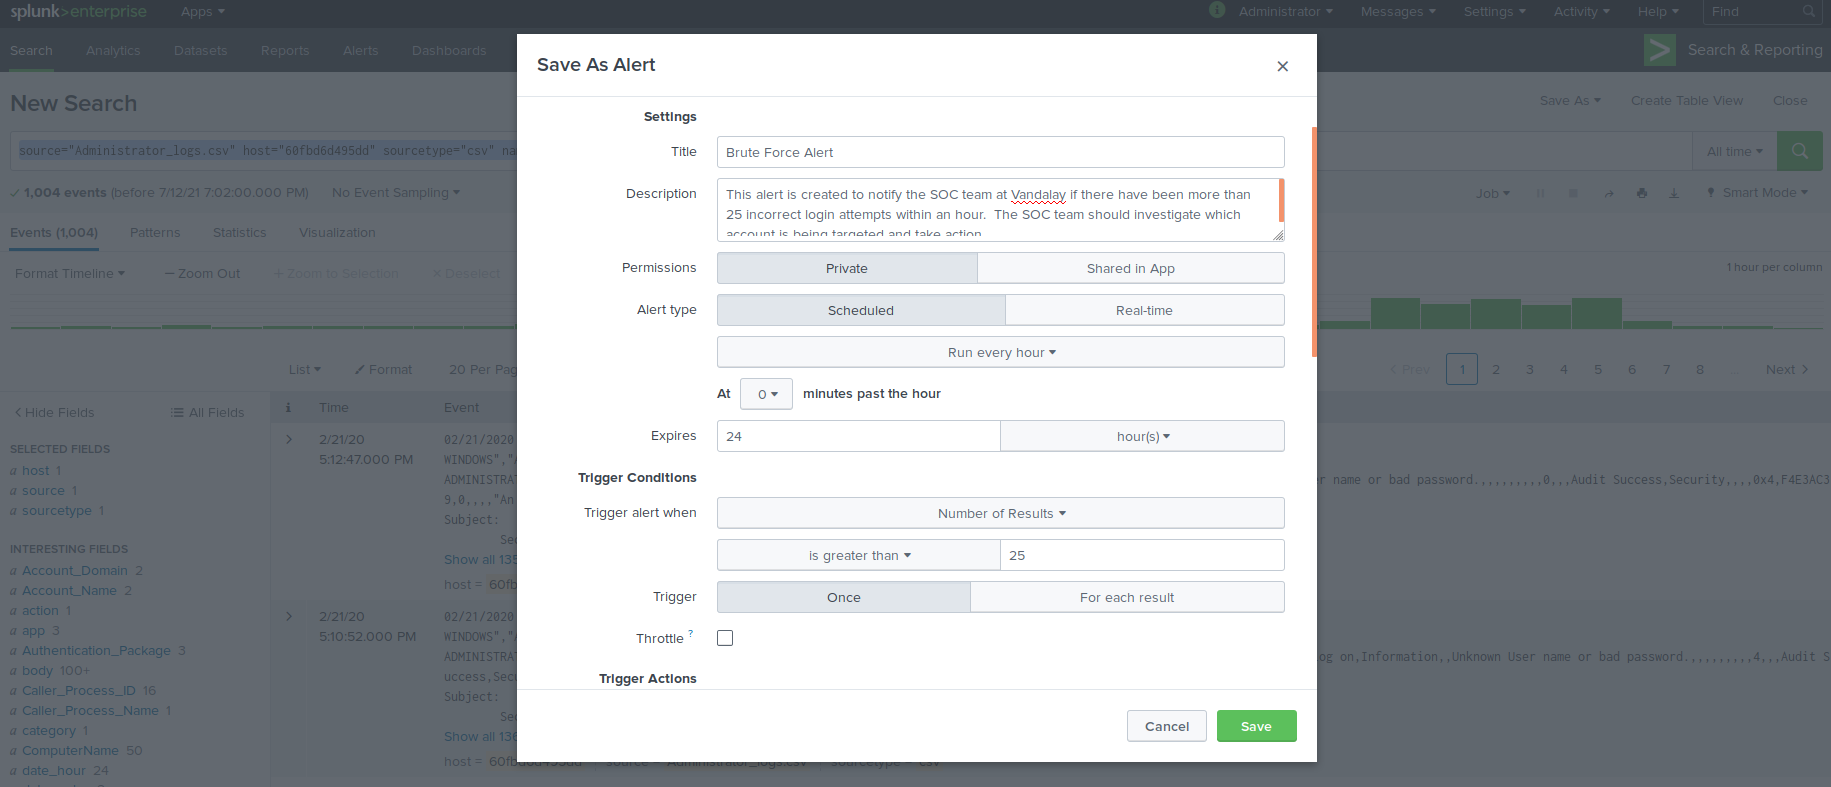 splunk>enterprise Apps
Administrator Messages Settings Activity Help Find
Search Analytics Datasets Reports Alerts Dashboards
Search & Reporting
New Search
Save As Create Table View Close
source="Administrator_logs.csv" host="60fbd6d495dd" sourcetype="csv" na
All time
1,004 events (before 7/12/21 7:02:00.000 PM) No Event Sampling
Job Smart Mode
Events (1,004) Patterns Statistics Visualization
Format Timeline — Zoom Out + Zoom to Selection × Deselect
1 hour per column
List Format 20 Per Pag
< Prev 1 2 3 4 5 6 7 8 ... Next >
< Hide Fields All Fields
i Time Event
SELECTED FIELDS
a host 1
a source 1
a sourcetype 1
INTERESTING FIELDS
a Account_Domain 2
a Account_Name 2
a action 1
a app 3
a Authentication_Package 3
a body 100+
a Caller_Process_ID 16
a Caller_Process_Name 1
a category 1
a ComputerName 50
a date_hour 24
> 2/21/20
5:12:47.000 PM
02/21/2020
WINDOWS","
ADMINISTRAT
r name or bad password.,,,,,,,,,,0,,,Audit Success,Security,,,,0x4,F4E3AC3
9,0,,,,"An
Subject:
Sec
Show all 135
host = 60fb
> 2/21/20
5:10:52.000 PM
02/21/2020
WINDOWS","
ADMINISTRAT
og on,Information,,Unknown User name or bad password.,,,,,,,,,,4,,,Audit S
uccess,Secu
Subject:
Sec
Show all 136
host = 60fbd6d495dd source = Administrator_logs.csv sourcetype = csv
Save As Alert
×
Settings
Title Brute Force Alert
Description This alert is created to notify the SOC team at Vandalay if there have been more than
25 incorrect login attempts within an hour. The SOC team should investigate which
account is being targeted and take action
Permissions Private Shared in App
Alert type Scheduled Real-time
Run every hour
At 0 minutes past the hour
Expires 24 hour(s)
Trigger Conditions
Trigger alert when Number of Results
is greater than 25
Trigger Once For each result
Throttle ?
Trigger Actions
Cancel Save